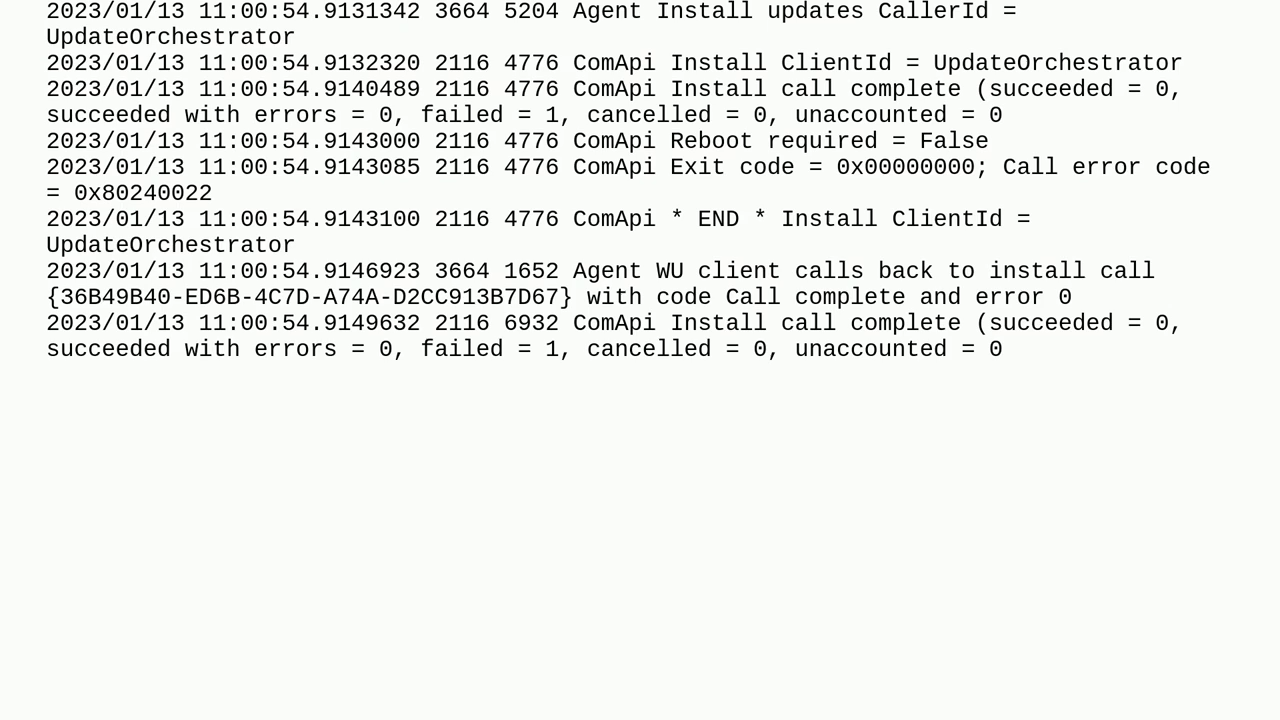 2023/01/13 11:00:54.9131342 3664 5204 Agent Install updates CallerId =
UpdateOrchestrator
2023/01/13 11:00:54.9132320 2116 4776 ComApi Install ClientId = UpdateOrchestrator
2023/01/13 11:00:54.9140489 2116 4776 ComApi Install call complete (succeeded = 0,
succeeded with errors = 0, failed = 1, cancelled = 0, unaccounted = 0
2023/01/13 11:00:54.9143000 2116 4776 ComApi Reboot required = False
2023/01/13 11:00:54.9143085 2116 4776 ComApi Exit code = 0x00000000; Call error code
= 0x80240022
2023/01/13 11:00:54.9143100 2116 4776 ComApi * END * Install ClientId =
UpdateOrchestrator
2023/01/13 11:00:54.9146923 3664 1652 Agent WU client calls back to install call
{36B49B40-ED6B-4C7D-A74A-D2CC913B7D67} with code Call complete and error 0
2023/01/13 11:00:54.9149632 2116 6932 ComApi Install call complete (succeeded = 0,
succeeded with errors = 0, failed = 1, cancelled = 0, unaccounted = 0